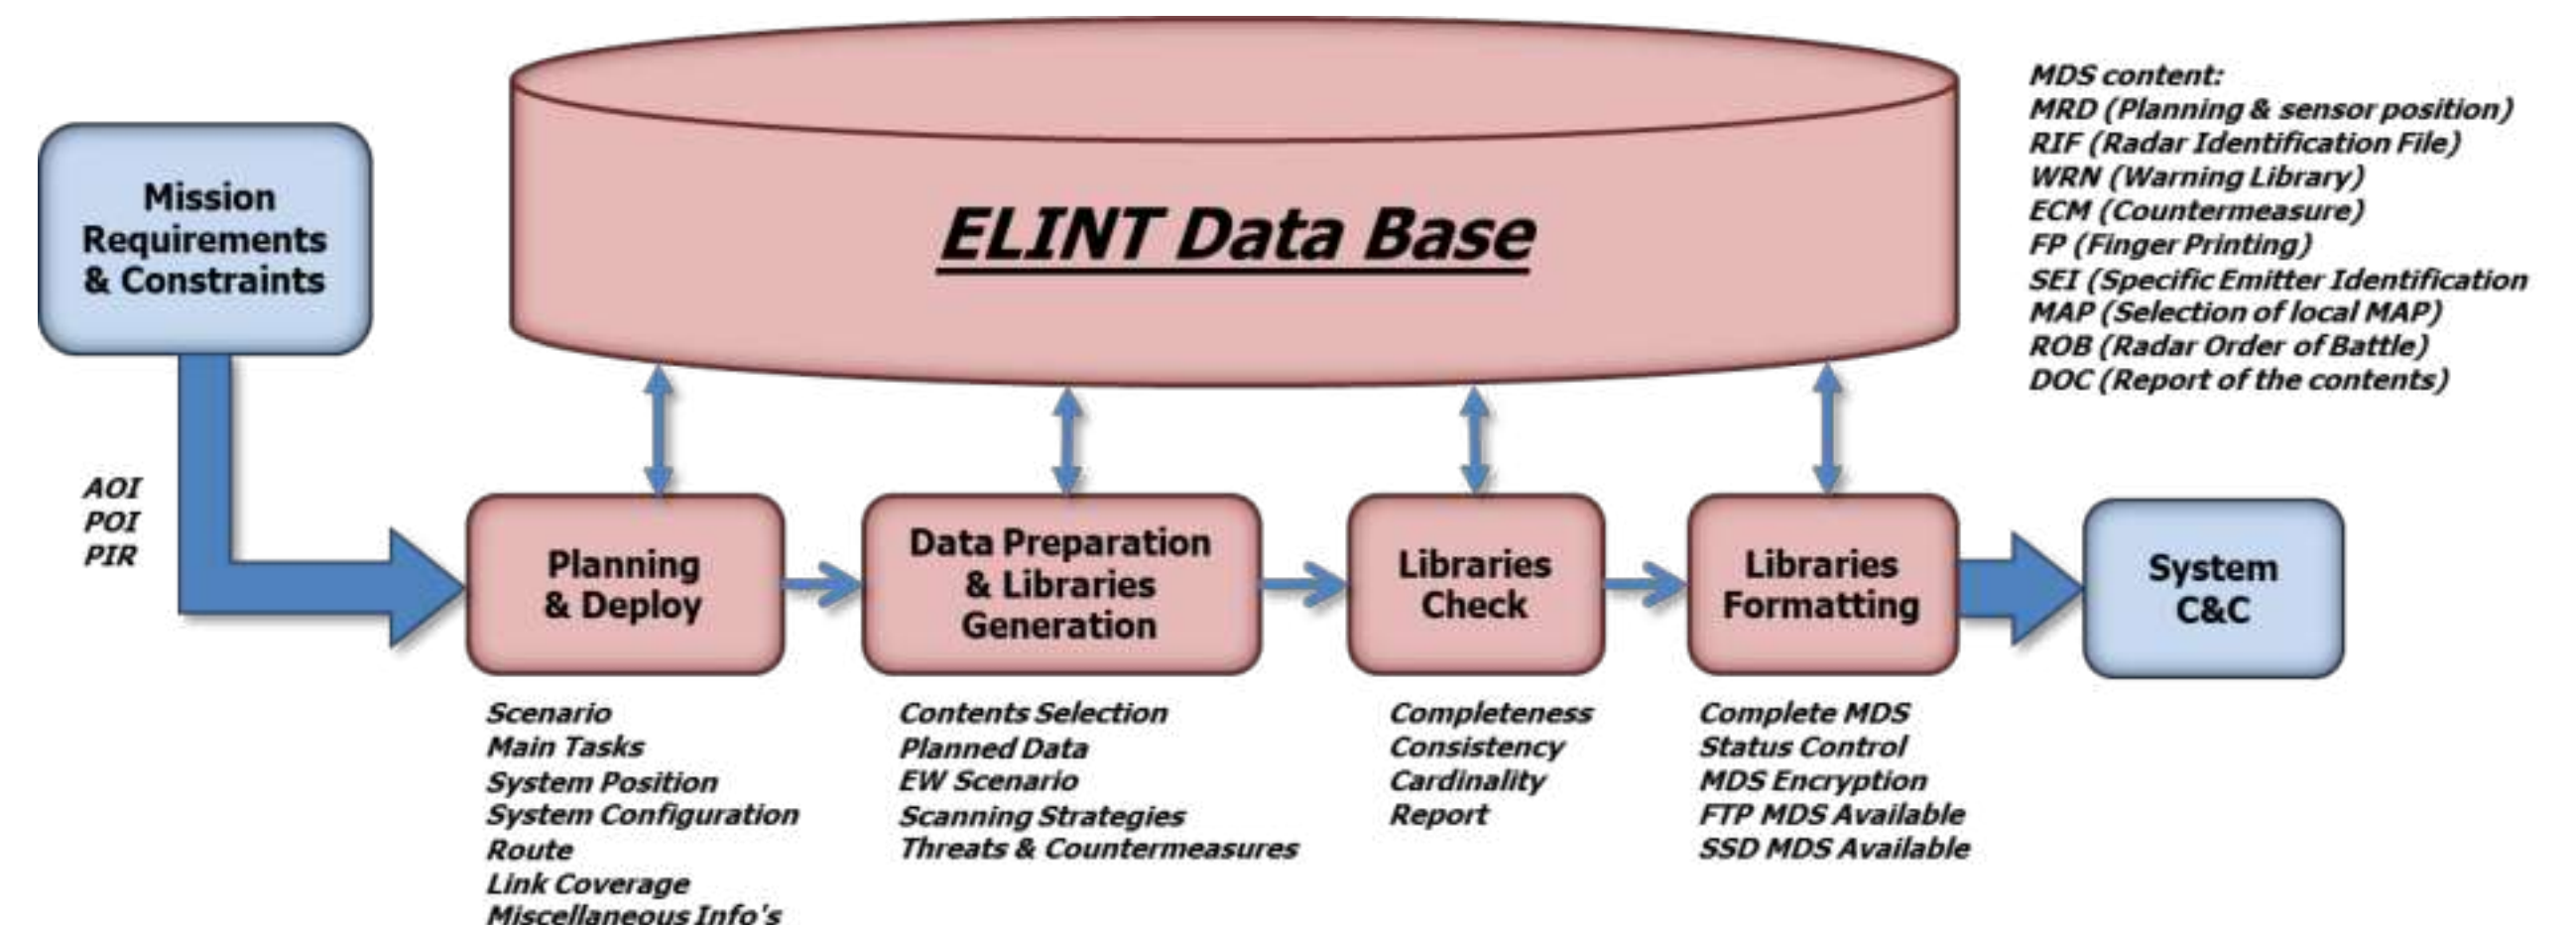 Mission
Requirements
& Constraints
ELINT Data Base
MDS content:
MRD (Planning & sensor position)
RIF (Radar Identification File)
WRN (Warning Library)
ECM (Countermeasure)
FP (Finger Printing)
SEI (Specific Emitter Identification
MAP (Selection of local MAP)
ROB (Radar Order of Battle)
DOC (Report of the contents)
AOI
POI
PIR
Planning
& Deploy
Data Preparation
& Libraries
Generation
Libraries
Check
Libraries
Formatting
System
C&C
Scenario
Main Tasks
System Position
System Configuration
Route
Link Coverage
Miscellaneous Info's
Contents Selection
Planned Data
EW Scenario
Scanning Strategies
Threats & Countermeasures
Completeness
Consistency
Cardinality
Report
Complete MDS
Status Control
MDS Encryption
FTP MDS Available
SSD MDS Available